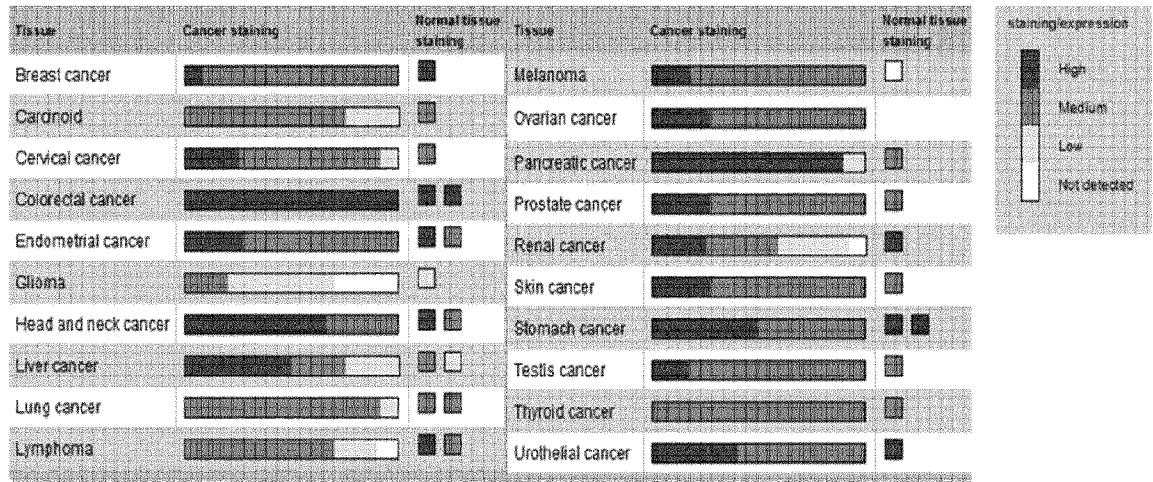 Tissue Cancer staining Normal tissue staining
Breast cancer
Carcinoid
Cervical cancer
Colorectal cancer
Endometrial cancer
Glioma
Head and neck cancer
Liver cancer
Lung cancer
Lymphoma
Tissue Cancer staining Normal tissue staining
Melanoma
Ovarian cancer
Pancreatic cancer
Prostate cancer
Renal cancer
Skin cancer
Stomach cancer
Testis cancer
Thyroid cancer
Urothelial cancer
staining/expression
High
Medium
Low
Not detected